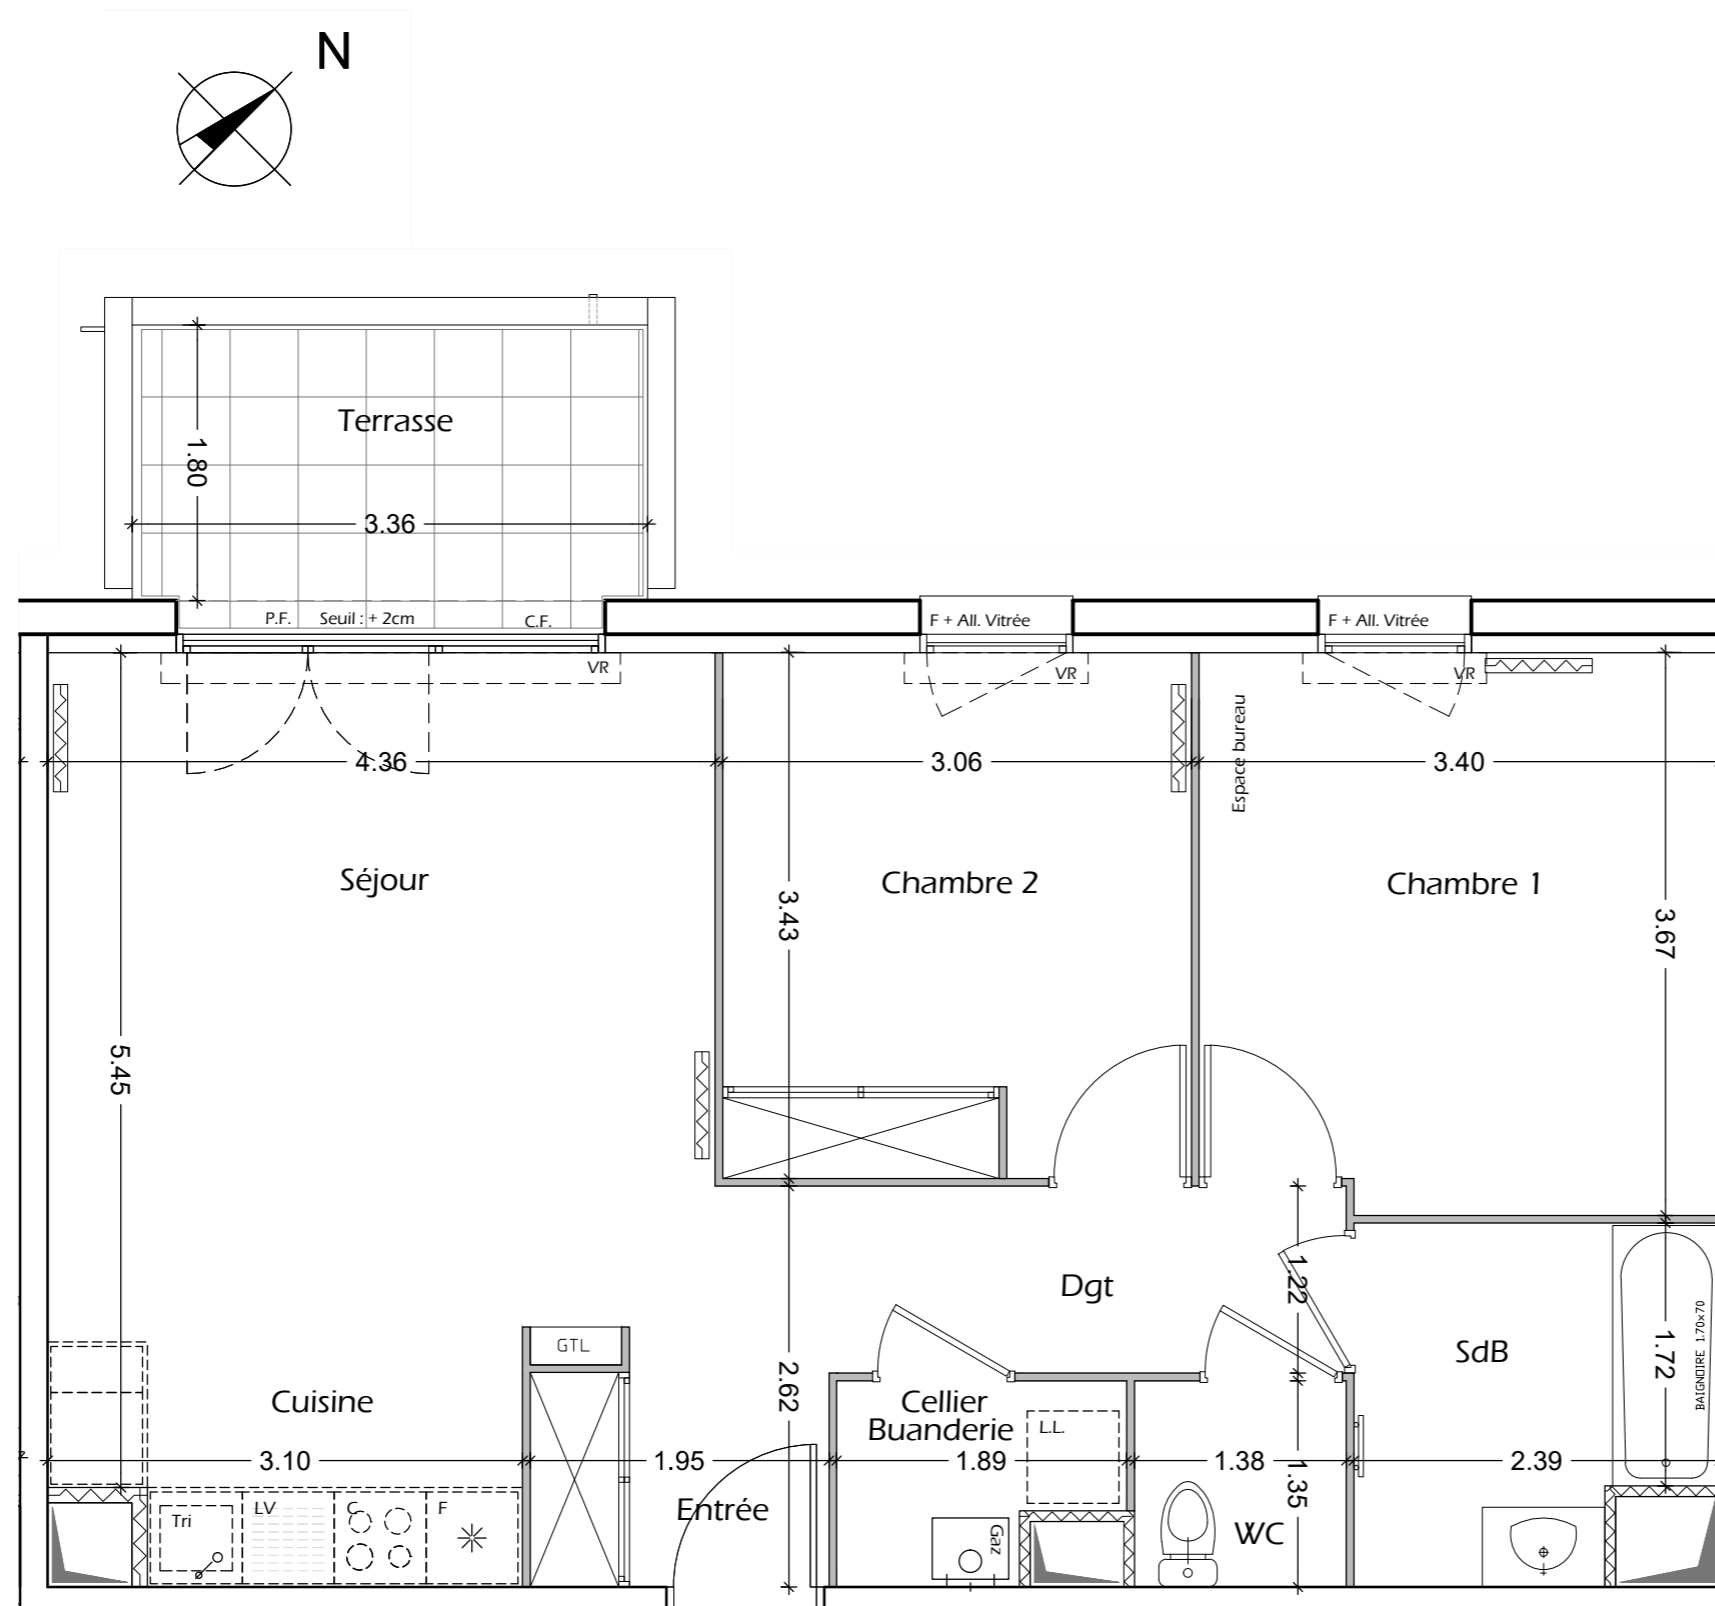 N
Terrasse
1.80
3.36
P.F.
Seuil : + 2cm
C.F.
F + All. Vitrée
F + All. Vitrée
VR
VR
VR
Espace bureau
4.36
3.06
3.40
Séjour
Chambre 2
Chambre 1
3.43
3.67
5.45
Dgt
1.22
GTL
SdB
BAIGNOIRE 1.70x70
1.72
2.62
Cuisine
Cellier
Buanderie
L.L.
3.10
1.95
1.89
1.38
1.35
2.39
Tri
LV
C
F
Entrée
Gaz
WC